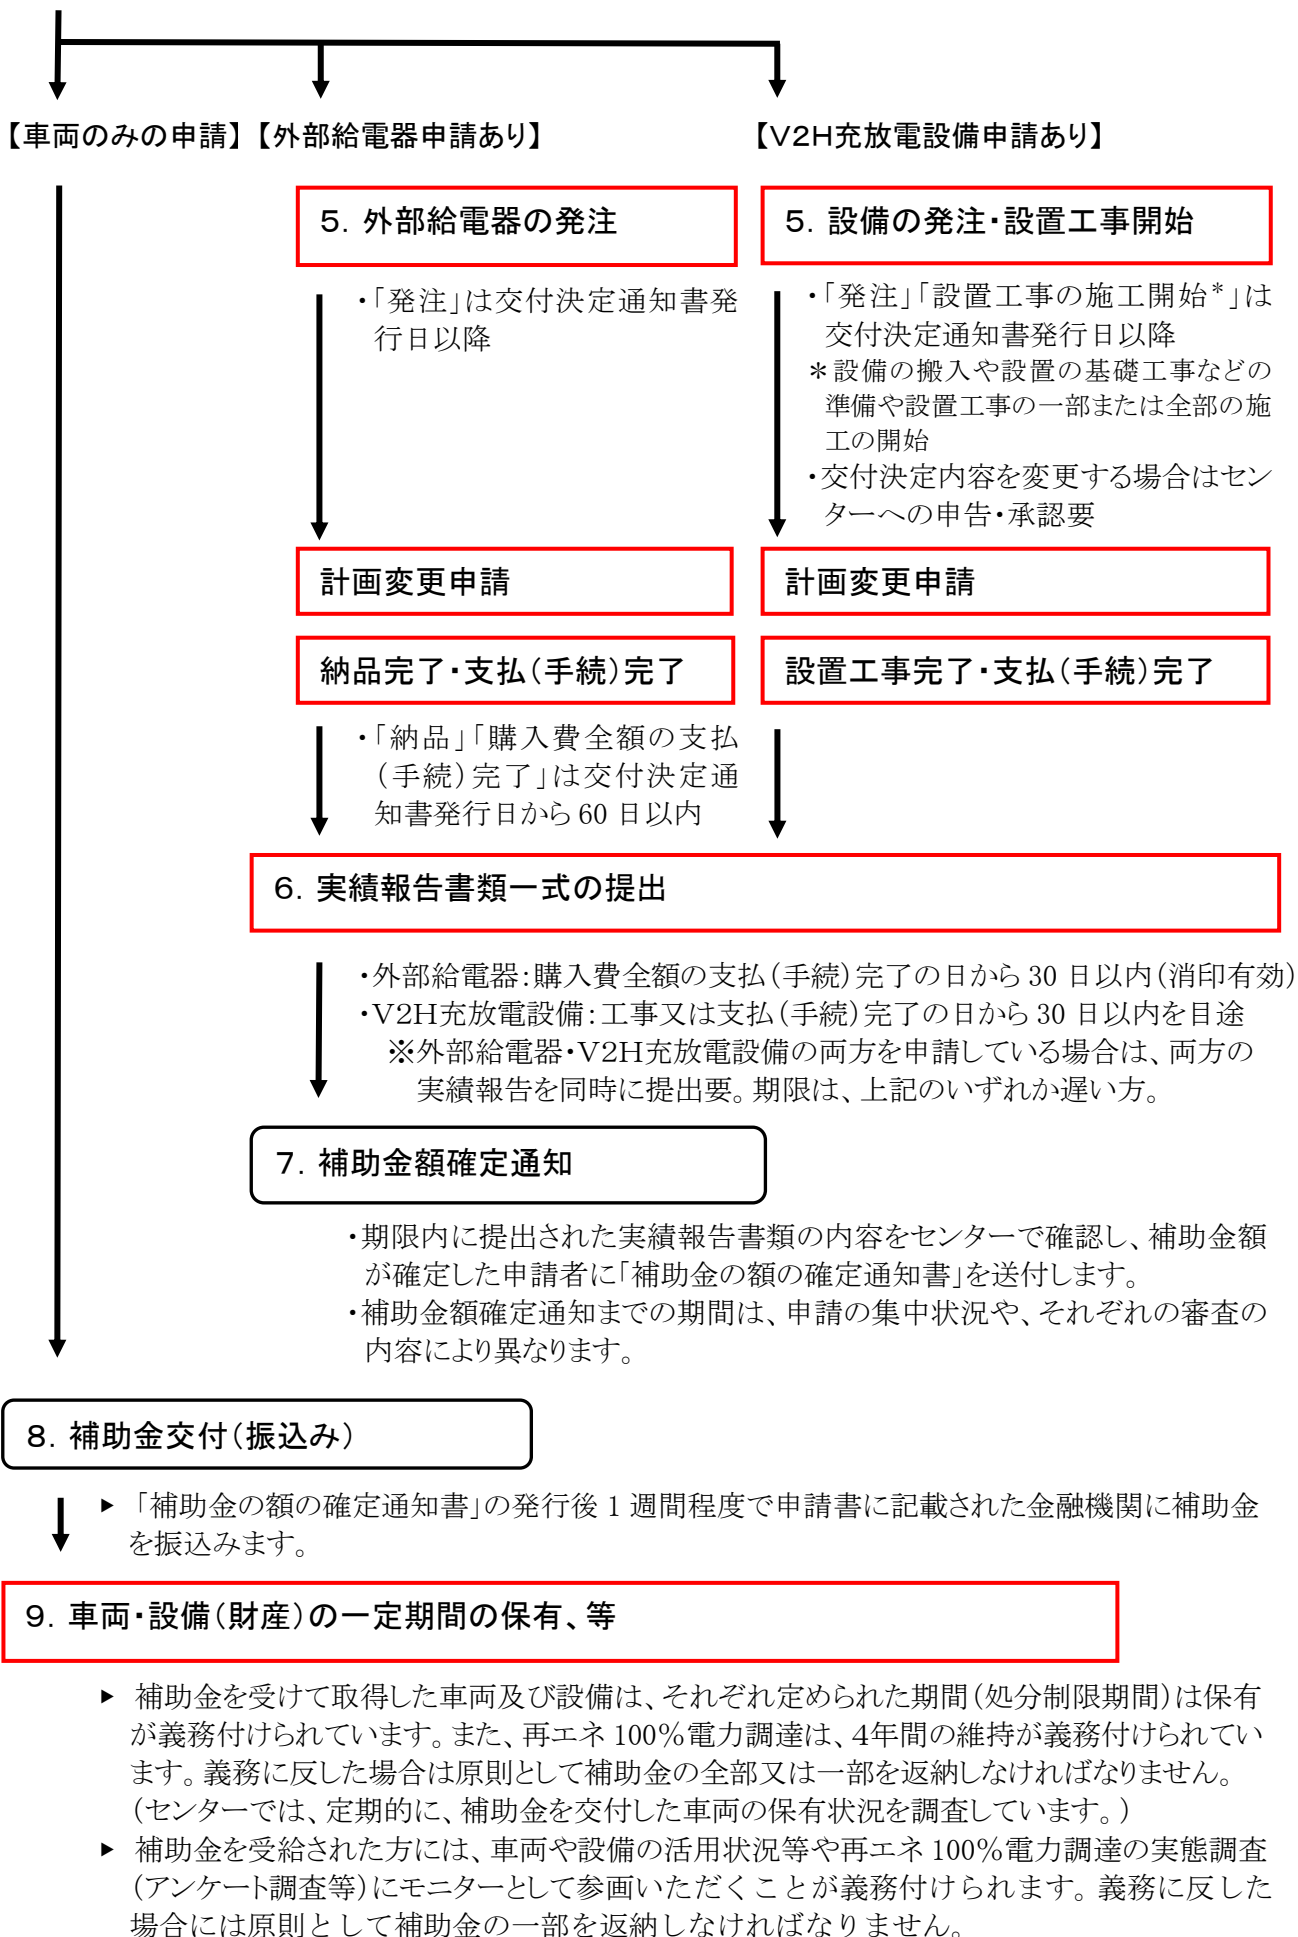 【車両のみの申請】【外部給電器申請あり】
【V2H充放電設備申請あり】
5. 外部給電器の発注
・「発注」は交付決定通知書発
行日以降
5. 設備の発注・設置工事開始
・「発注」「設置工事の施工開始*」は
交付決定通知書発行日以降
＊設備の搬入や設置の基礎工事などの
準備や設置工事の一部または全部の施
工の開始
・交付決定内容を変更する場合はセン
ターへの申告・承認要
計画変更申請
計画変更申請
納品完了・支払（手続）完了
設置工事完了・支払（手続）完了
・「納品」「購入費全額の支払
（手続）完了」は交付決定通
知書発行日から 60 日以内
6. 実績報告書類一式の提出
・外部給電器：購入費全額の支払（手続）完了の日から 30 日以内（消印有効）
・V2H充放電設備：工事又は支払（手続）完了の日から 30 日以内を目途
※外部給電器・V2H充放電設備の両方を申請している場合は、両方の
実績報告を同時に提出要。期限は、上記のいずれか遅い方。
7. 補助金額確定通知
・期限内に提出された実績報告書類の内容をセンターで確認し、補助金額
が確定した申請者に「補助金の額の確定通知書」を送付します。
・補助金額確定通知までの期間は、申請の集中状況や、それぞれの審査の
内容により異なります。
8. 補助金交付（振込み）
▶ 「補助金の額の確定通知書」の発行後 1 週間程度で申請書に記載された金融機関に補助金
を振込みます。
9. 車両・設備（財産）の一定期間の保有、等
▶ 補助金を受けて取得した車両及び設備は、それぞれ定められた期間（処分制限期間）は保有
が義務付けられています。また、再エネ 100％電力調達は、4年間の維持が義務付けられてい
ます。義務に反した場合は原則として補助金の全部又は一部を返納しなければなりません。
（センターでは、定期的に、補助金を交付した車両の保有状況を調査しています。）
▶ 補助金を受給された方には、車両や設備の活用状況等や再エネ 100％電力調達の実態調査
（アンケート調査等）にモニターとして参画いただくことが義務付けられます。義務に反した
場合には原則として補助金の一部を返納しなければなりません。